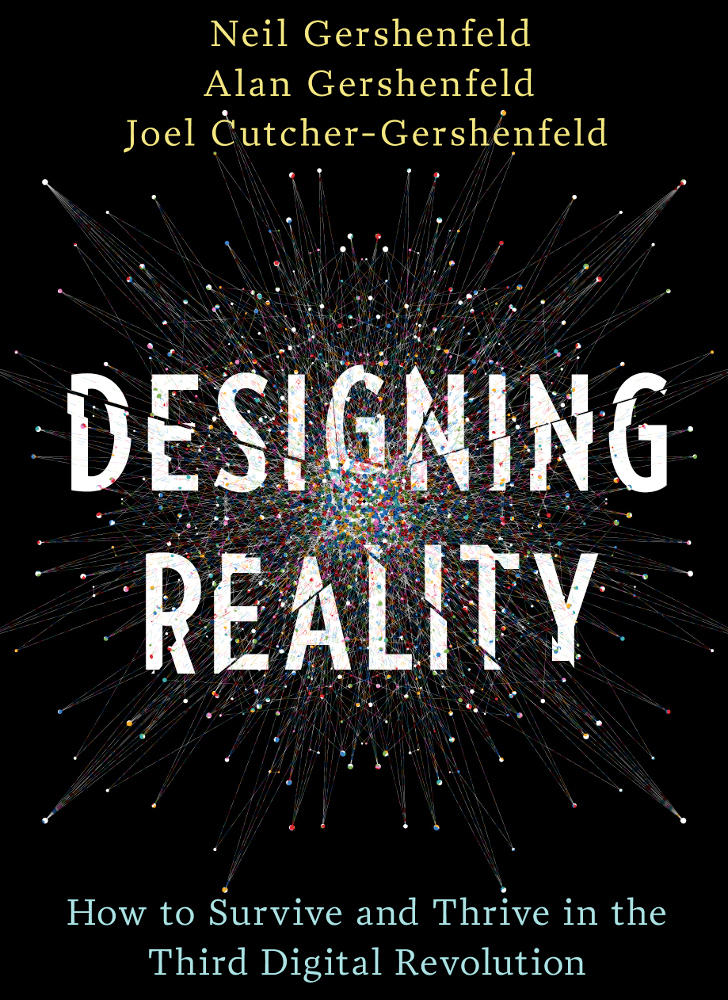 Neil Gershenfeld
Alan Gershenfeld
Joel Cutcher-Gershenfeld
DESIGNING
REALITY
How to Survive and Thrive in the
Third Digital Revolution